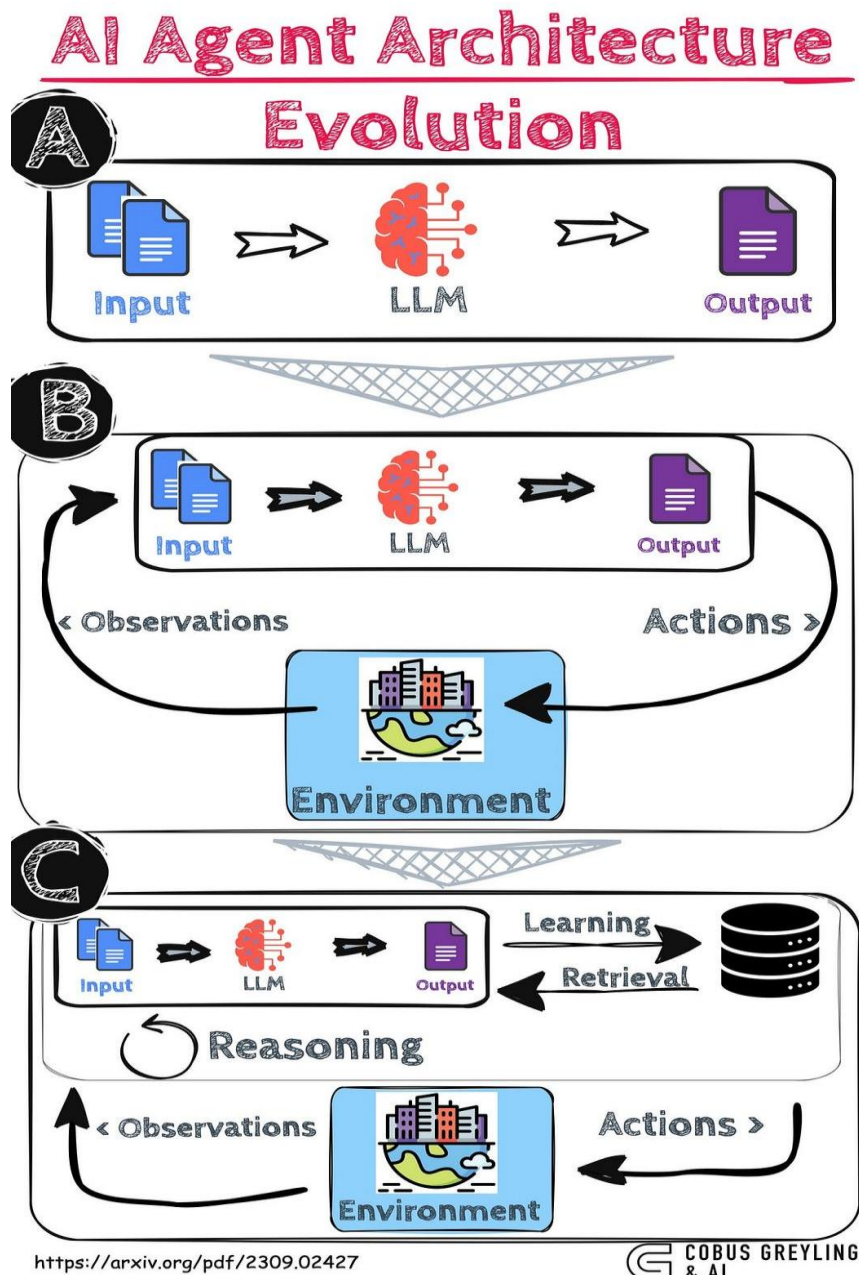 AI Agent Architecture
Evolution
A
Input
LLM
Output
B
Input
LLM
Output
< Observations
Actions >
Environment
C
Input
LLM
Output
Learning
Retrieval
Reasoning
< Observations
Actions >
Environment
https://arxiv.org/pdf/2309.02427
COBUS GREYLING
& AI